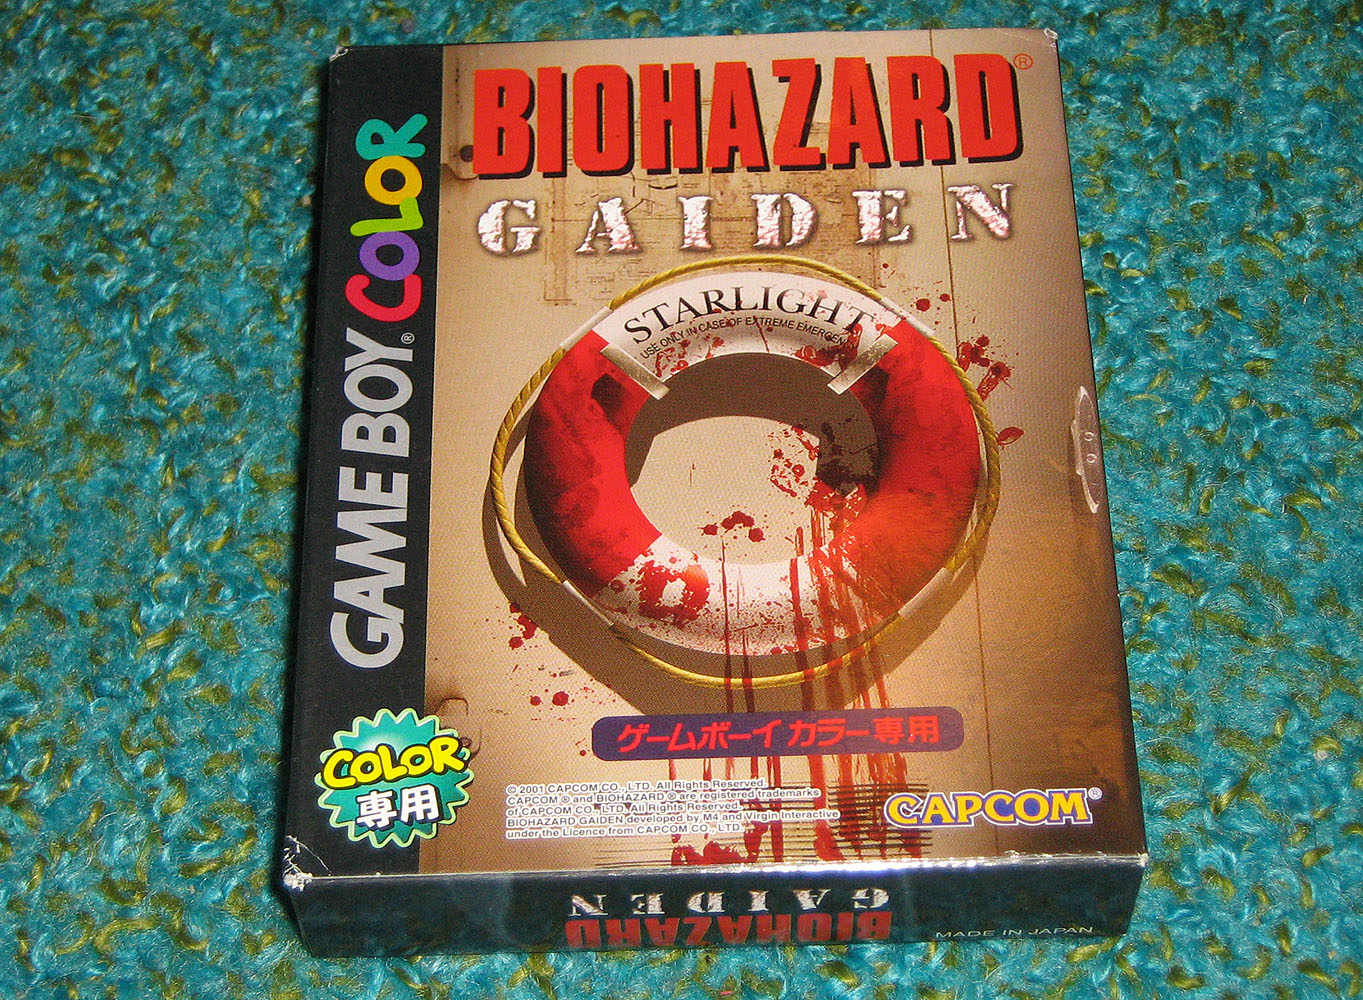 BIOHAZARD®
GAIDEN
GAME BOY® COLOR
STARLIGHT
USE ONLY IN CASE OF EXTREME EMERGENC
ゲームボーイカラー専用
COLOR
専用
© 2001 CAPCOM CO., LTD. All Rights Reserved.
CAPCOM ® and BIOHAZARD ® are registered trademarks
of CAPCOM CO., LTD. All Rights Reserved.
BIOHAZARD GAIDEN developed by M4 and Virgin Interactive
under the Licence from CAPCOM CO., LTD.
CAPCOM®
BIOHAZARD
GAIDEN
MADE IN JAPAN